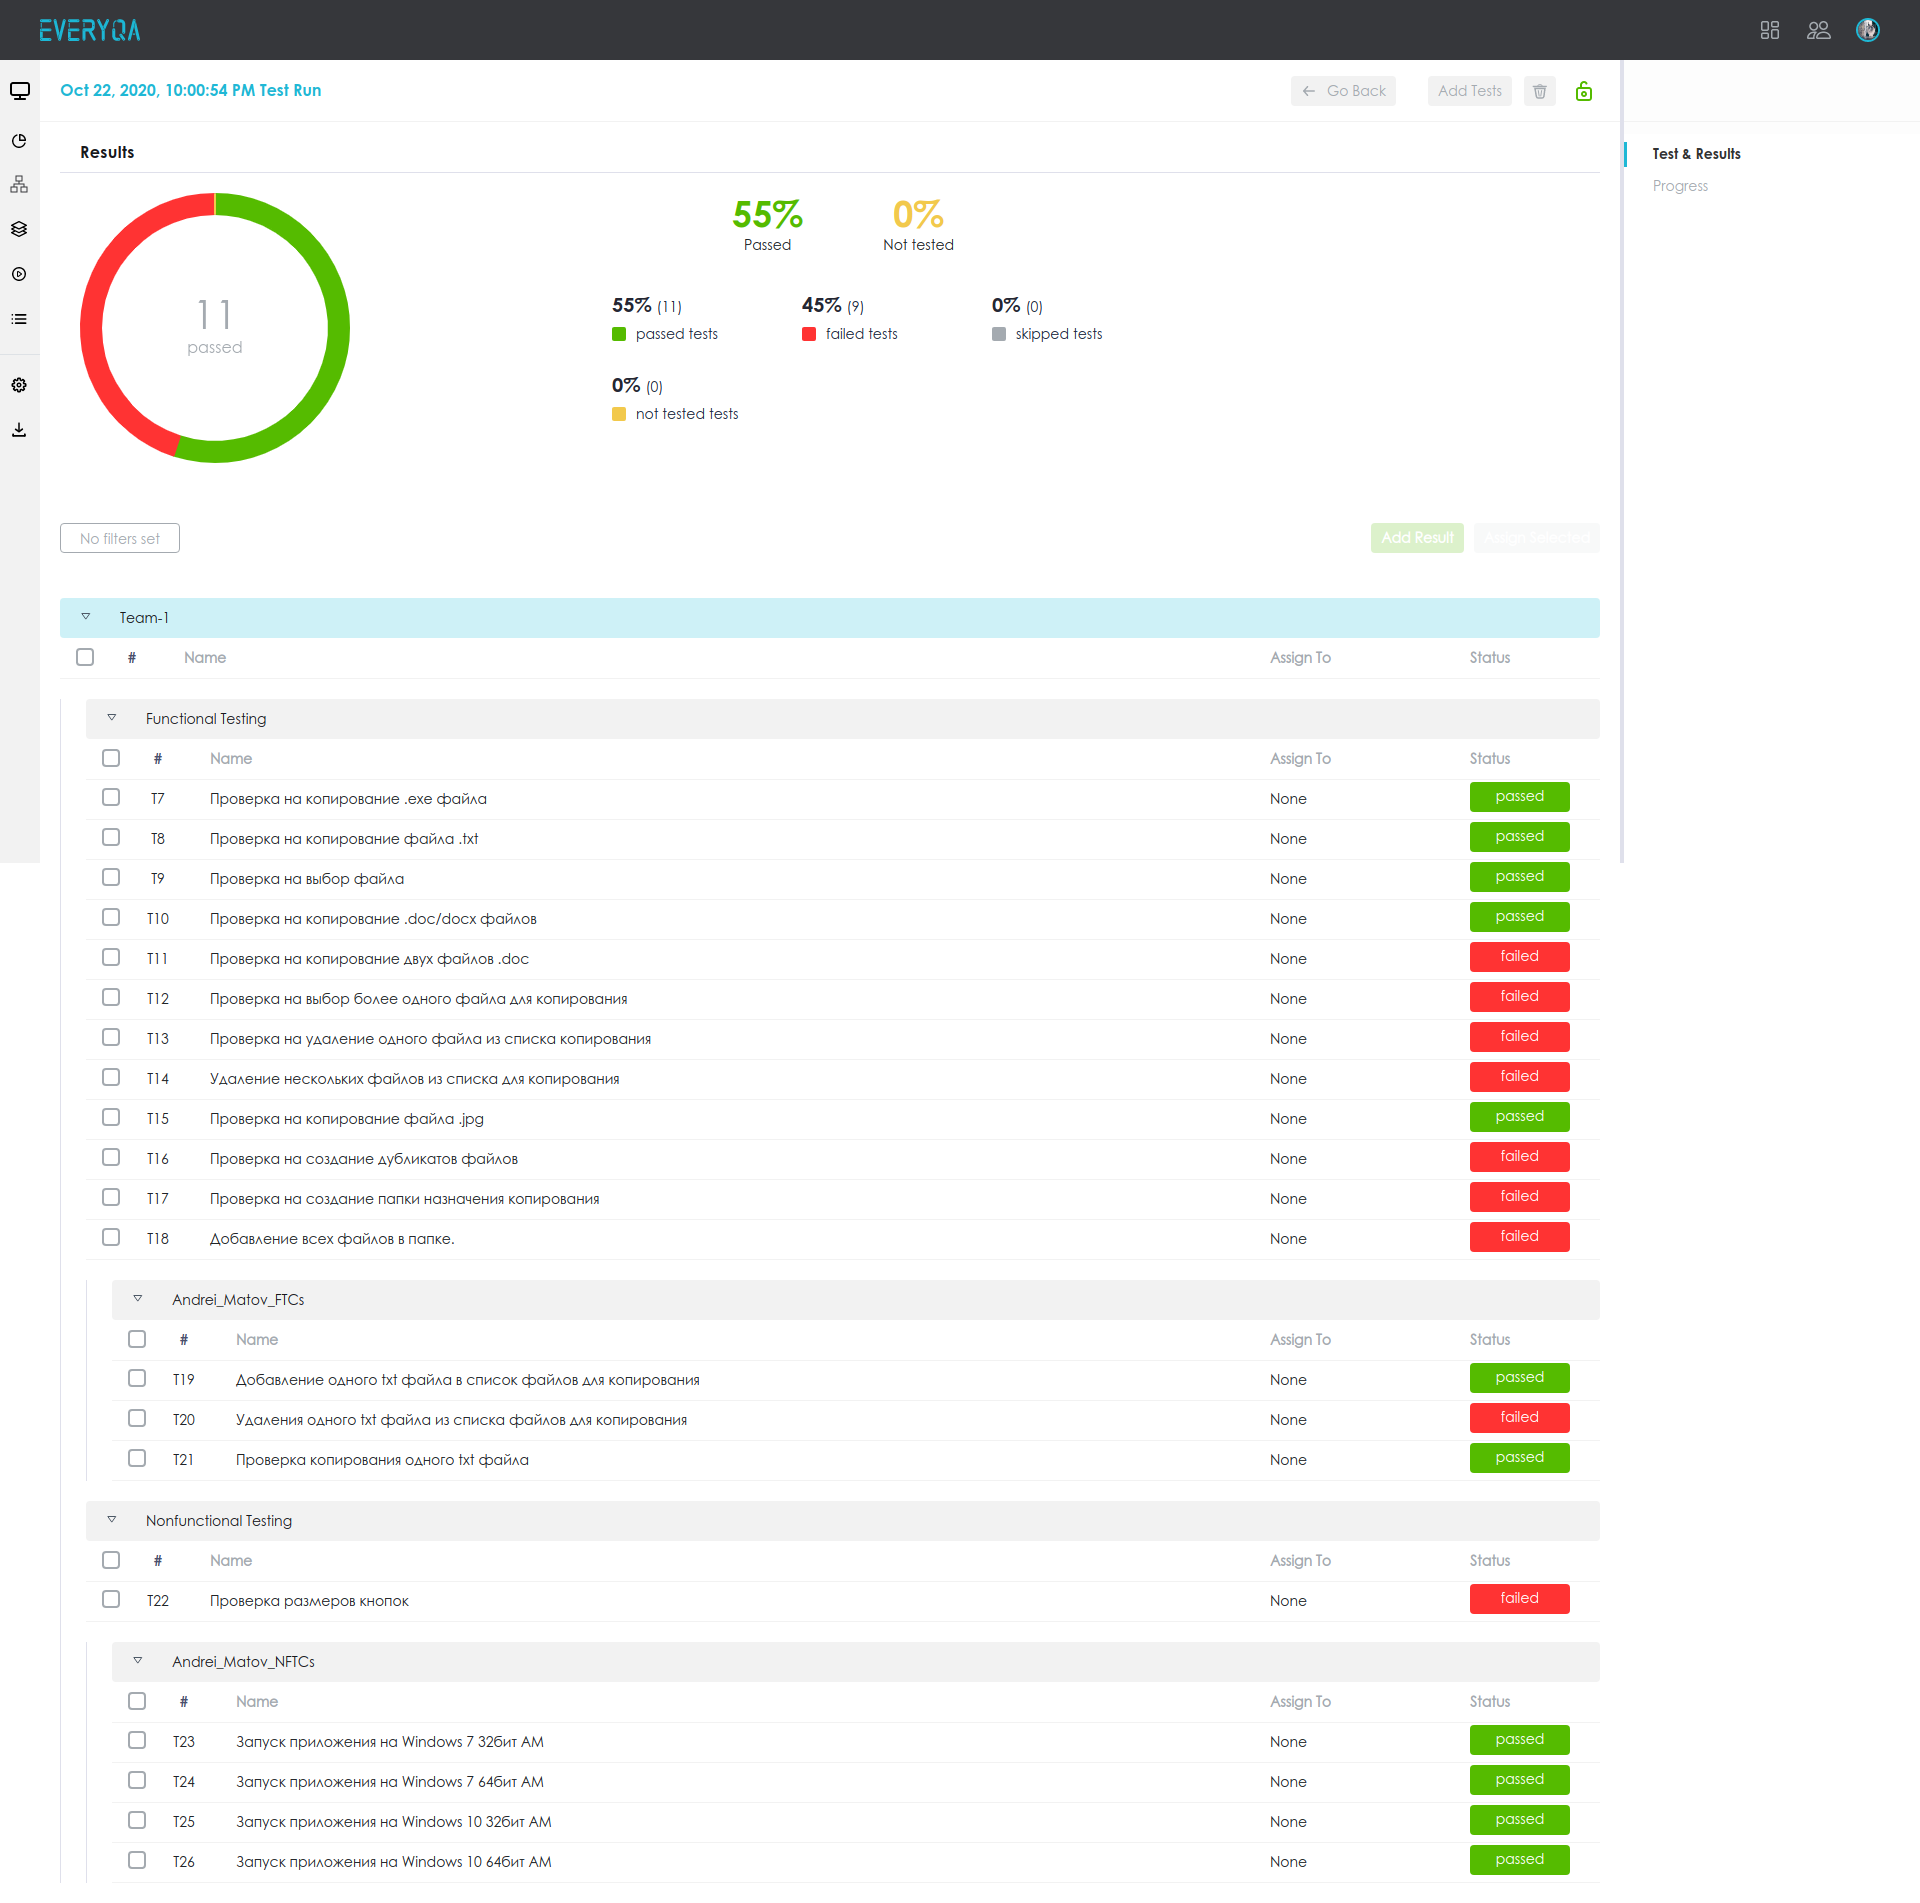 EVERYQA
Oct 22, 2020, 10:00:54 PM Test Run
Go Back
Add Tests
Results
Test & Results
Progress
11
passed
55%
Passed
0%
Not tested
55% (11)
passed tests
45% (9)
failed tests
0% (0)
skipped tests
0% (0)
not tested tests
No filters set
Add Result
Assign Selected
Team-1
# Name Assign To Status
Functional Testing
# Name Assign To Status
T7 Проверка на копирование .exe файла None passed
T8 Проверка на копирование файла .txt None passed
T9 Проверка на выбор файла None passed
T10 Проверка на копирование .doc/docx файлов None passed
T11 Проверка на копирование двух файлов .doc None failed
T12 Проверка на выбор более одного файла для копирования None failed
T13 Проверка на удаление одного файла из списка копирования None failed
T14 Удаление нескольких файлов из списка для копирования None failed
T15 Проверка на копирование файла .jpg None passed
T16 Проверка на создание дубликатов файлов None failed
T17 Проверка на создание папки назначения копирования None failed
T18 Добавление всех файлов в папке. None failed
Andrei_Matov_FTCs
# Name Assign To Status
T19 Добавление одного txt файла в список файлов для копирования None passed
T20 Удаления одного txt файла из списка файлов для копирования None failed
T21 Проверка копирования одного txt файла None passed
Nonfunctional Testing
# Name Assign To Status
T22 Проверка размеров кнопок None failed
Andrei_Matov_NFTCs
# Name Assign To Status
T23 Запуск приложения на Windows 7 32бит AM None passed
T24 Запуск приложения на Windows 7 64бит AM None passed
T25 Запуск приложения на Windows 10 32бит AM None passed
T26 Запуск приложения на Windows 10 64бит AM None passed